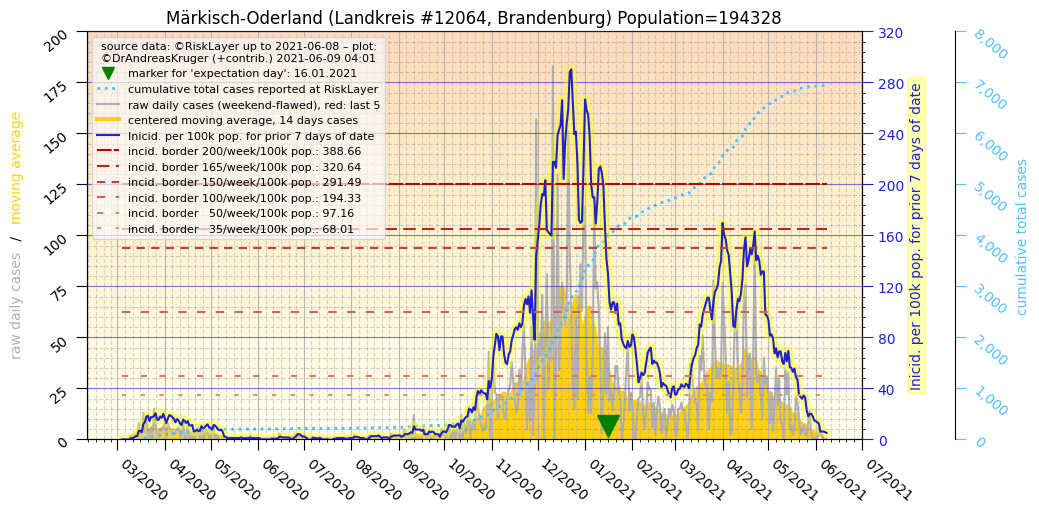 Märkisch-Oderland (Landkreis #12064, Brandenburg) Population=194328
source data: ©RiskLayer up to 2021-06-08 – plot:
©DrAndreasKruger (+contrib.) 2021-06-09 04:01
marker for 'expectation day': 16.01.2021
cumulative total cases reported at RiskLayer
raw daily cases (weekend-flawed), red: last 5
centered moving average, 14 days cases
Inicid. per 100k pop. for prior 7 days of date
incid. border 200/week/100k pop.: 388.66
incid. border 165/week/100k pop.: 320.64
incid. border 150/week/100k pop.: 291.49
incid. border 100/week/100k pop.: 194.33
incid. border 50/week/100k pop.: 97.16
incid. border 35/week/100k pop.: 68.01
raw daily cases / moving average
200
175
150
125
100
75
50
25
0
320
280
240
200
160
120
80
40
0
Inicid. per 100k pop. for prior 7 days of date
8,000
7,000
6,000
5,000
4,000
3,000
2,000
1,000
0
cumulative total cases
03/2020
04/2020
05/2020
06/2020
07/2020
08/2020
09/2020
10/2020
11/2020
12/2020
01/2021
02/2021
03/2021
04/2021
05/2021
06/2021
07/2021